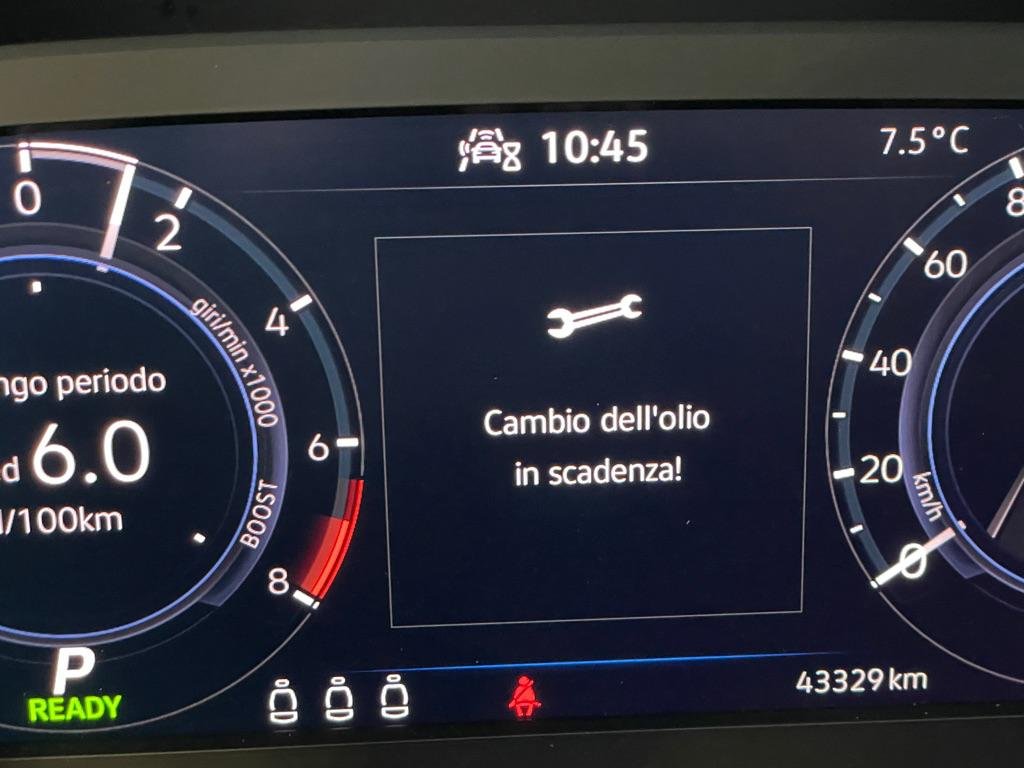 10:45
7.5°C
0
2
4
6
8
giri/min x1000
BOOST
periodo
6.0
/100km
P
READY
Cambio dell'olio
in scadenza!
8
60
40
20
0
km/h
43329 km